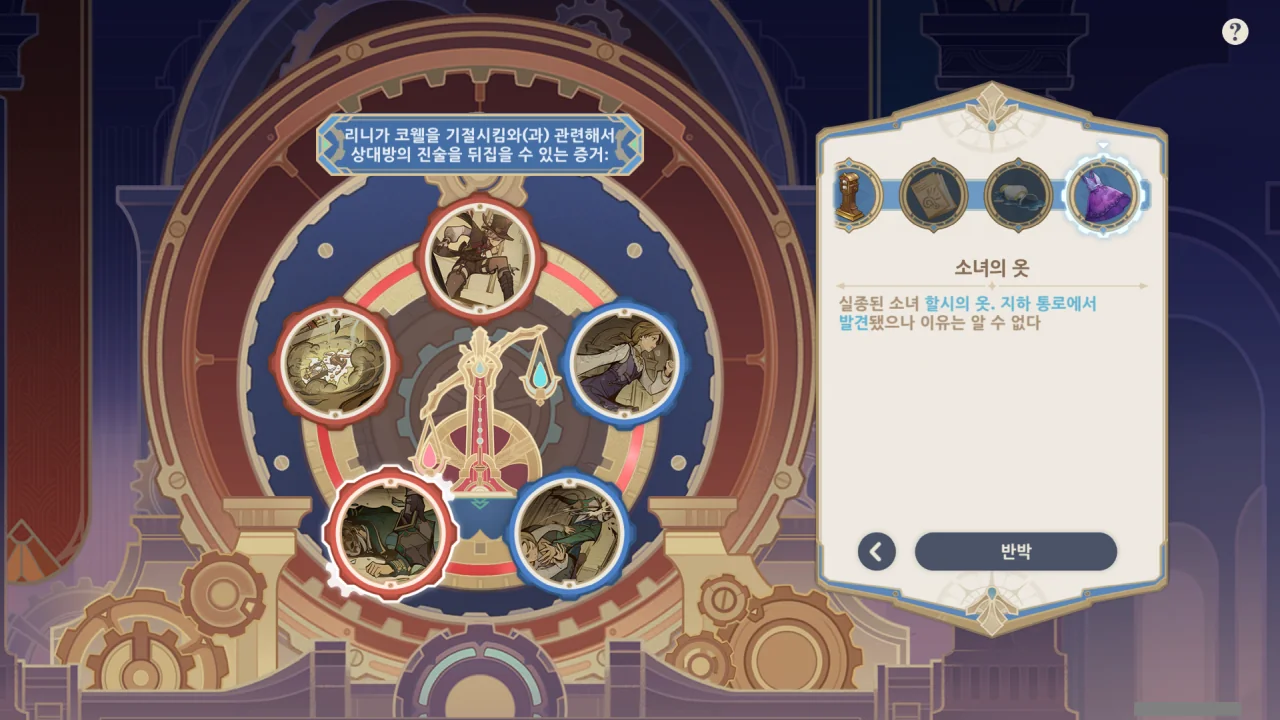 리니가 코웰을 기절시킴와(과) 관련해서
상대방의 진술을 뒤집을 수 있는 증거:
소녀의 옷
실종된 소녀 할시의 옷. 지하 통로에서
발견됐으나 이유는 알 수 없다
반박
?